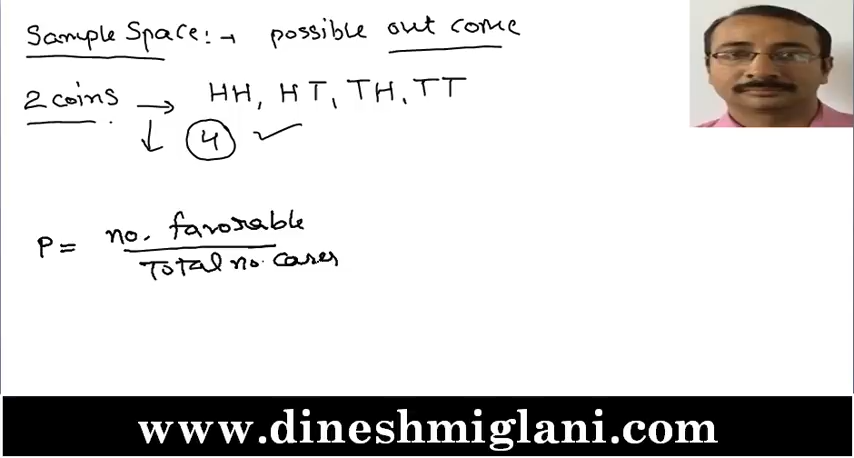 Sample Space:→ possible out come
2 coins → HH, HT, TH, TT
↓ 4 ✓
P = no. favorable
Total no. cases
www.dineshmiglani.com